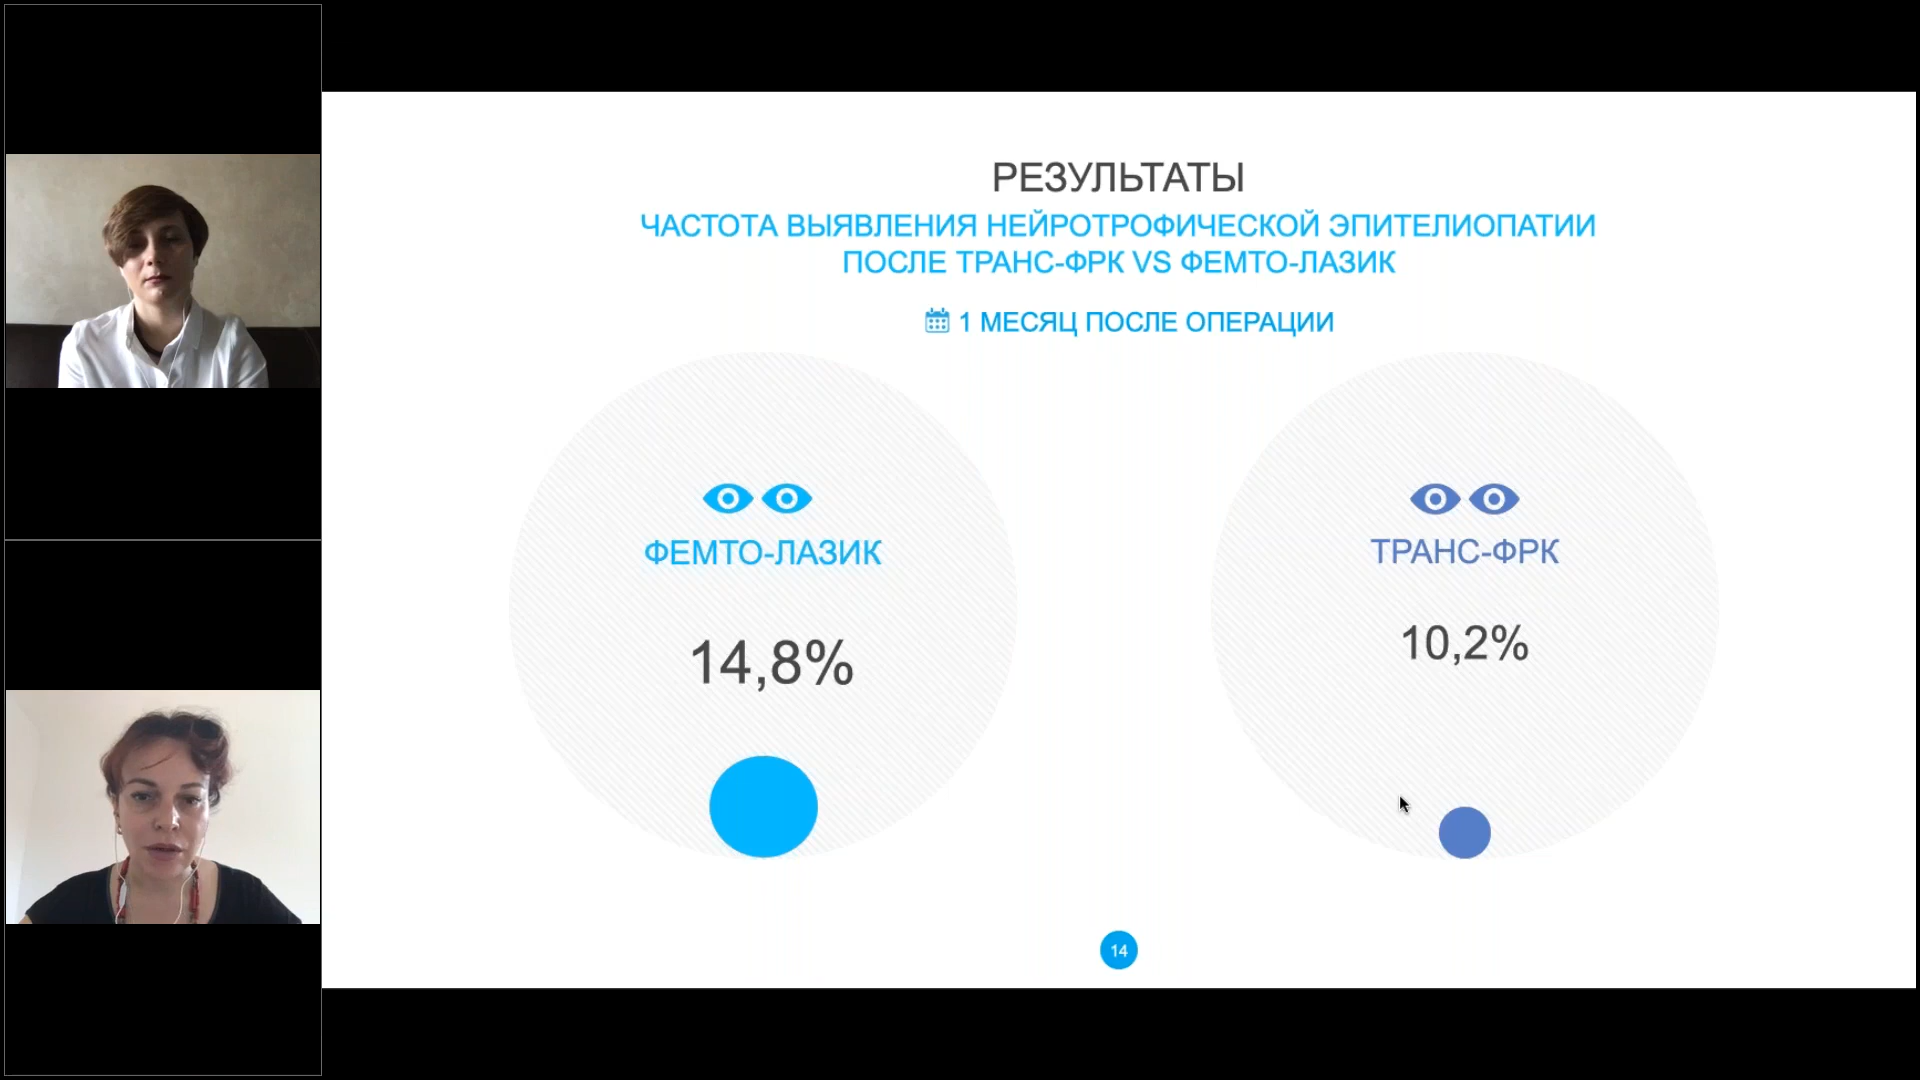 РЕЗУЛЬТАТЫ
ЧАСТОТА ВЫЯВЛЕНИЯ НЕЙРОТРОФИЧЕСКОЙ ЭПИТЕЛИОПАТИИ
ПОСЛЕ ТРАНС-ФРК VS ФЕМТО-ЛАЗИК
1 МЕСЯЦ ПОСЛЕ ОПЕРАЦИИ
ФЕМТО-ЛАЗИК
14,8%
ТРАНС-ФРК
10,2%
14